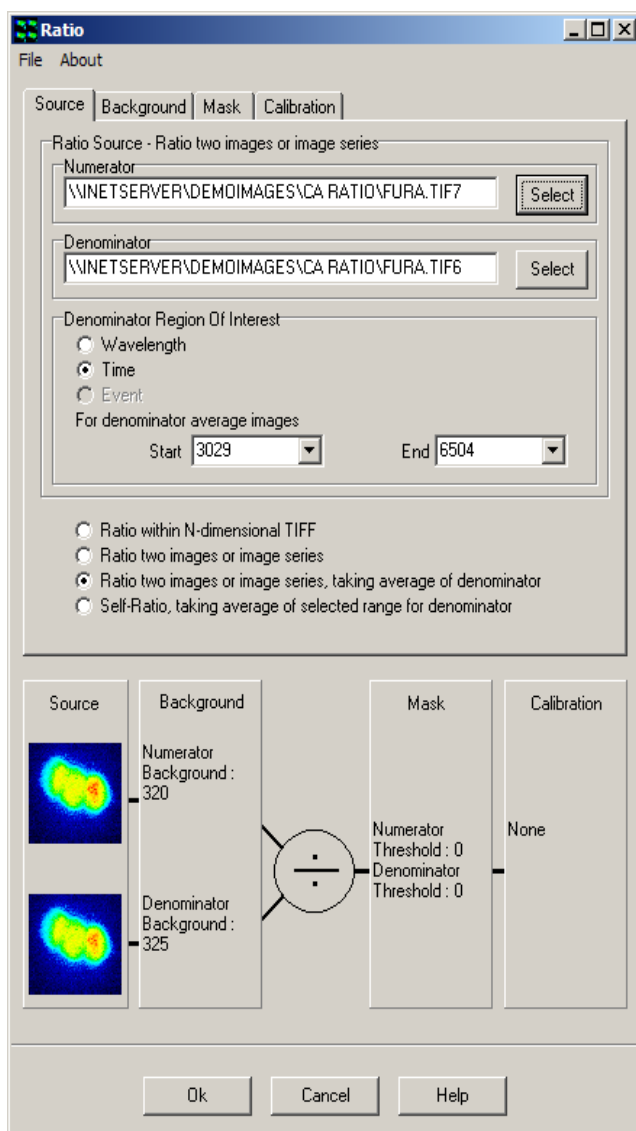 Ratio
File About
Source Background Mask Calibration
Ratio Source - Ratio two images or image series
Numerator
\\INETSERVER\DEMOIMAGES\CA RATIO\FURA.TIF7 Select
Denominator
\\INETSERVER\DEMOIMAGES\CA RATIO\FURA.TIF6 Select
Denominator Region Of Interest
Wavelength
Time
Event
For denominator average images
Start 3029 End 6504
Ratio within N-dimensional TIFF
Ratio two images or image series
Ratio two images or image series, taking average of denominator
Self-Ratio, taking average of selected range for denominator
Source Background Mask Calibration
Numerator
Background :
320
Denominator
Background :
325
Numerator
Threshold : 0
Denominator
Threshold : 0
None
Ok Cancel Help